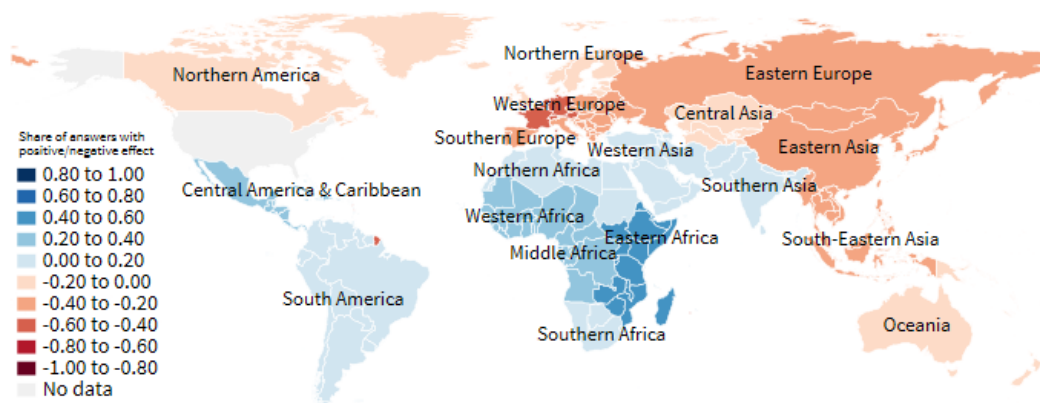 Northern Europe
Northern America
Eastern Europe
Western Europe
Central Asia
Southern Europe
Eastern Asia
Western Asia
Northern Africa
Southern Asia
Central America & Caribbean
Western Africa
Eastern Africa
South-Eastern Asia
Middle Africa
South America
Oceania
Southern Africa
Share of answers with
positive/negative effect
0.80 to 1.00
0.60 to 0.80
0.40 to 0.60
0.20 to 0.40
0.00 to 0.20
-0.20 to 0.00
-0.40 to -0.20
-0.60 to -0.40
-0.80 to -0.60
-1.00 to -0.80
No data